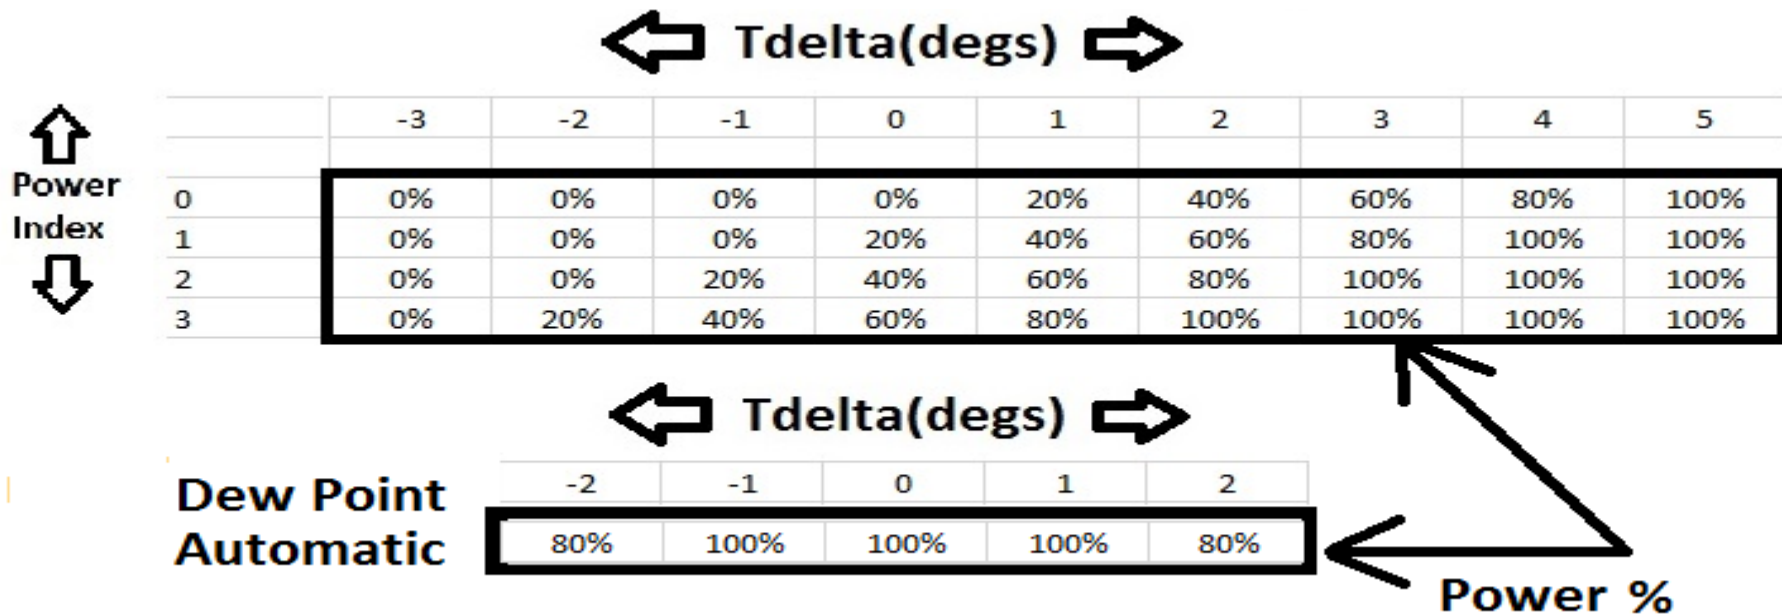 Tdelta(degs)
-3 -2 -1 0 1 2 3 4 5
Power
Index
0 0% 0% 0% 0% 20% 40% 60% 80% 100%
1 0% 0% 0% 20% 40% 60% 80% 100% 100%
2 0% 0% 20% 40% 60% 80% 100% 100% 100%
3 0% 20% 40% 60% 80% 100% 100% 100% 100%
Tdelta(degs)
-2 -1 0 1 2
Dew Point
Automatic
80% 100% 100% 100% 80%
Power %